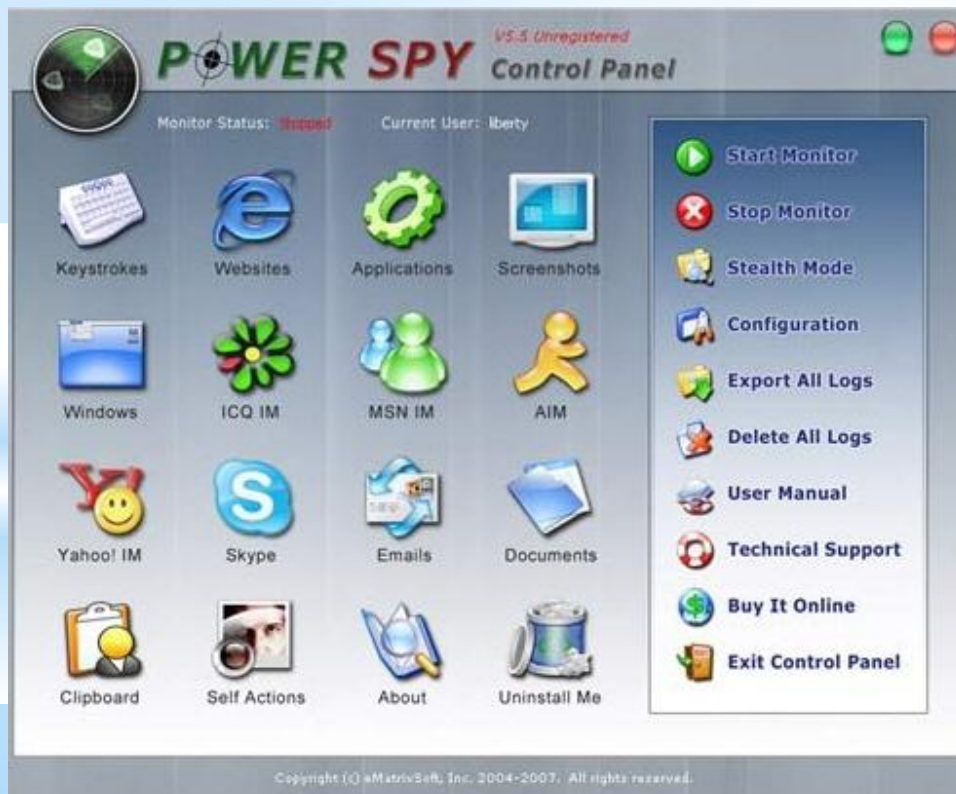 POWER SPY
V5.5 Unregistered
Control Panel
Monitor Status: Stopped Current User: liberty
Keystrokes Websites Applications Screenshots
Windows ICQ IM MSN IM AIM
Yahoo! IM Skype Emails Documents
Clipboard Self Actions About Uninstall Me
Start Monitor
Stop Monitor
Stealth Mode
Configuration
Export All Logs
Delete All Logs
User Manual
Technical Support
Buy It Online
Exit Control Panel
Copyright (c) eMatrixSoft, Inc. 2004-2007. All rights reserved.